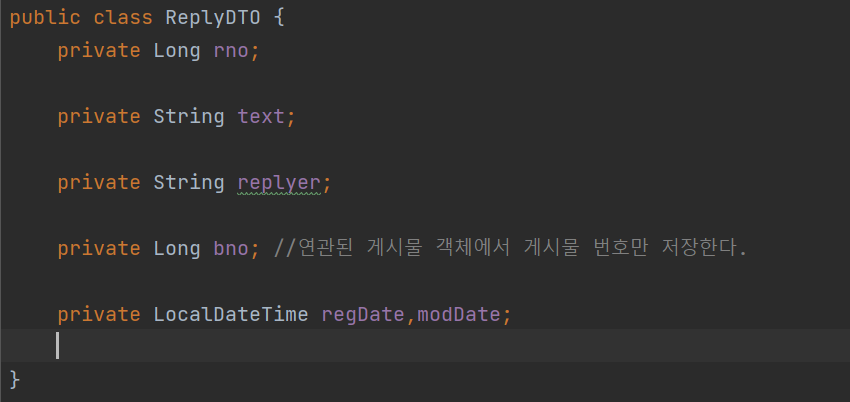 public class ReplyDTO {
private Long rno;
private String text;
private String replyer;
private Long bno; //연관된 게시물 객체에서 게시물 번호만 저장한다.
private LocalDateTime regDate,modDate;
}